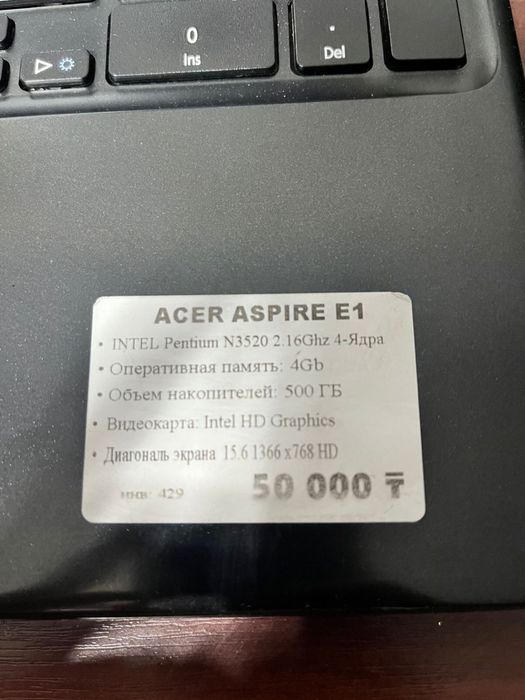 0
Ins
.
Del
ACER ASPIRE E1
• INTEL Pentium N3520 2.16Ghz 4-Ядра
• Оперативная память: 4Gb
• Объем накопителей: 500 ГБ
• Видеокарта: Intel HD Graphics
• Диагональ экрана 15.6 1366 x768 HD
инв: 429 50 000 ₸